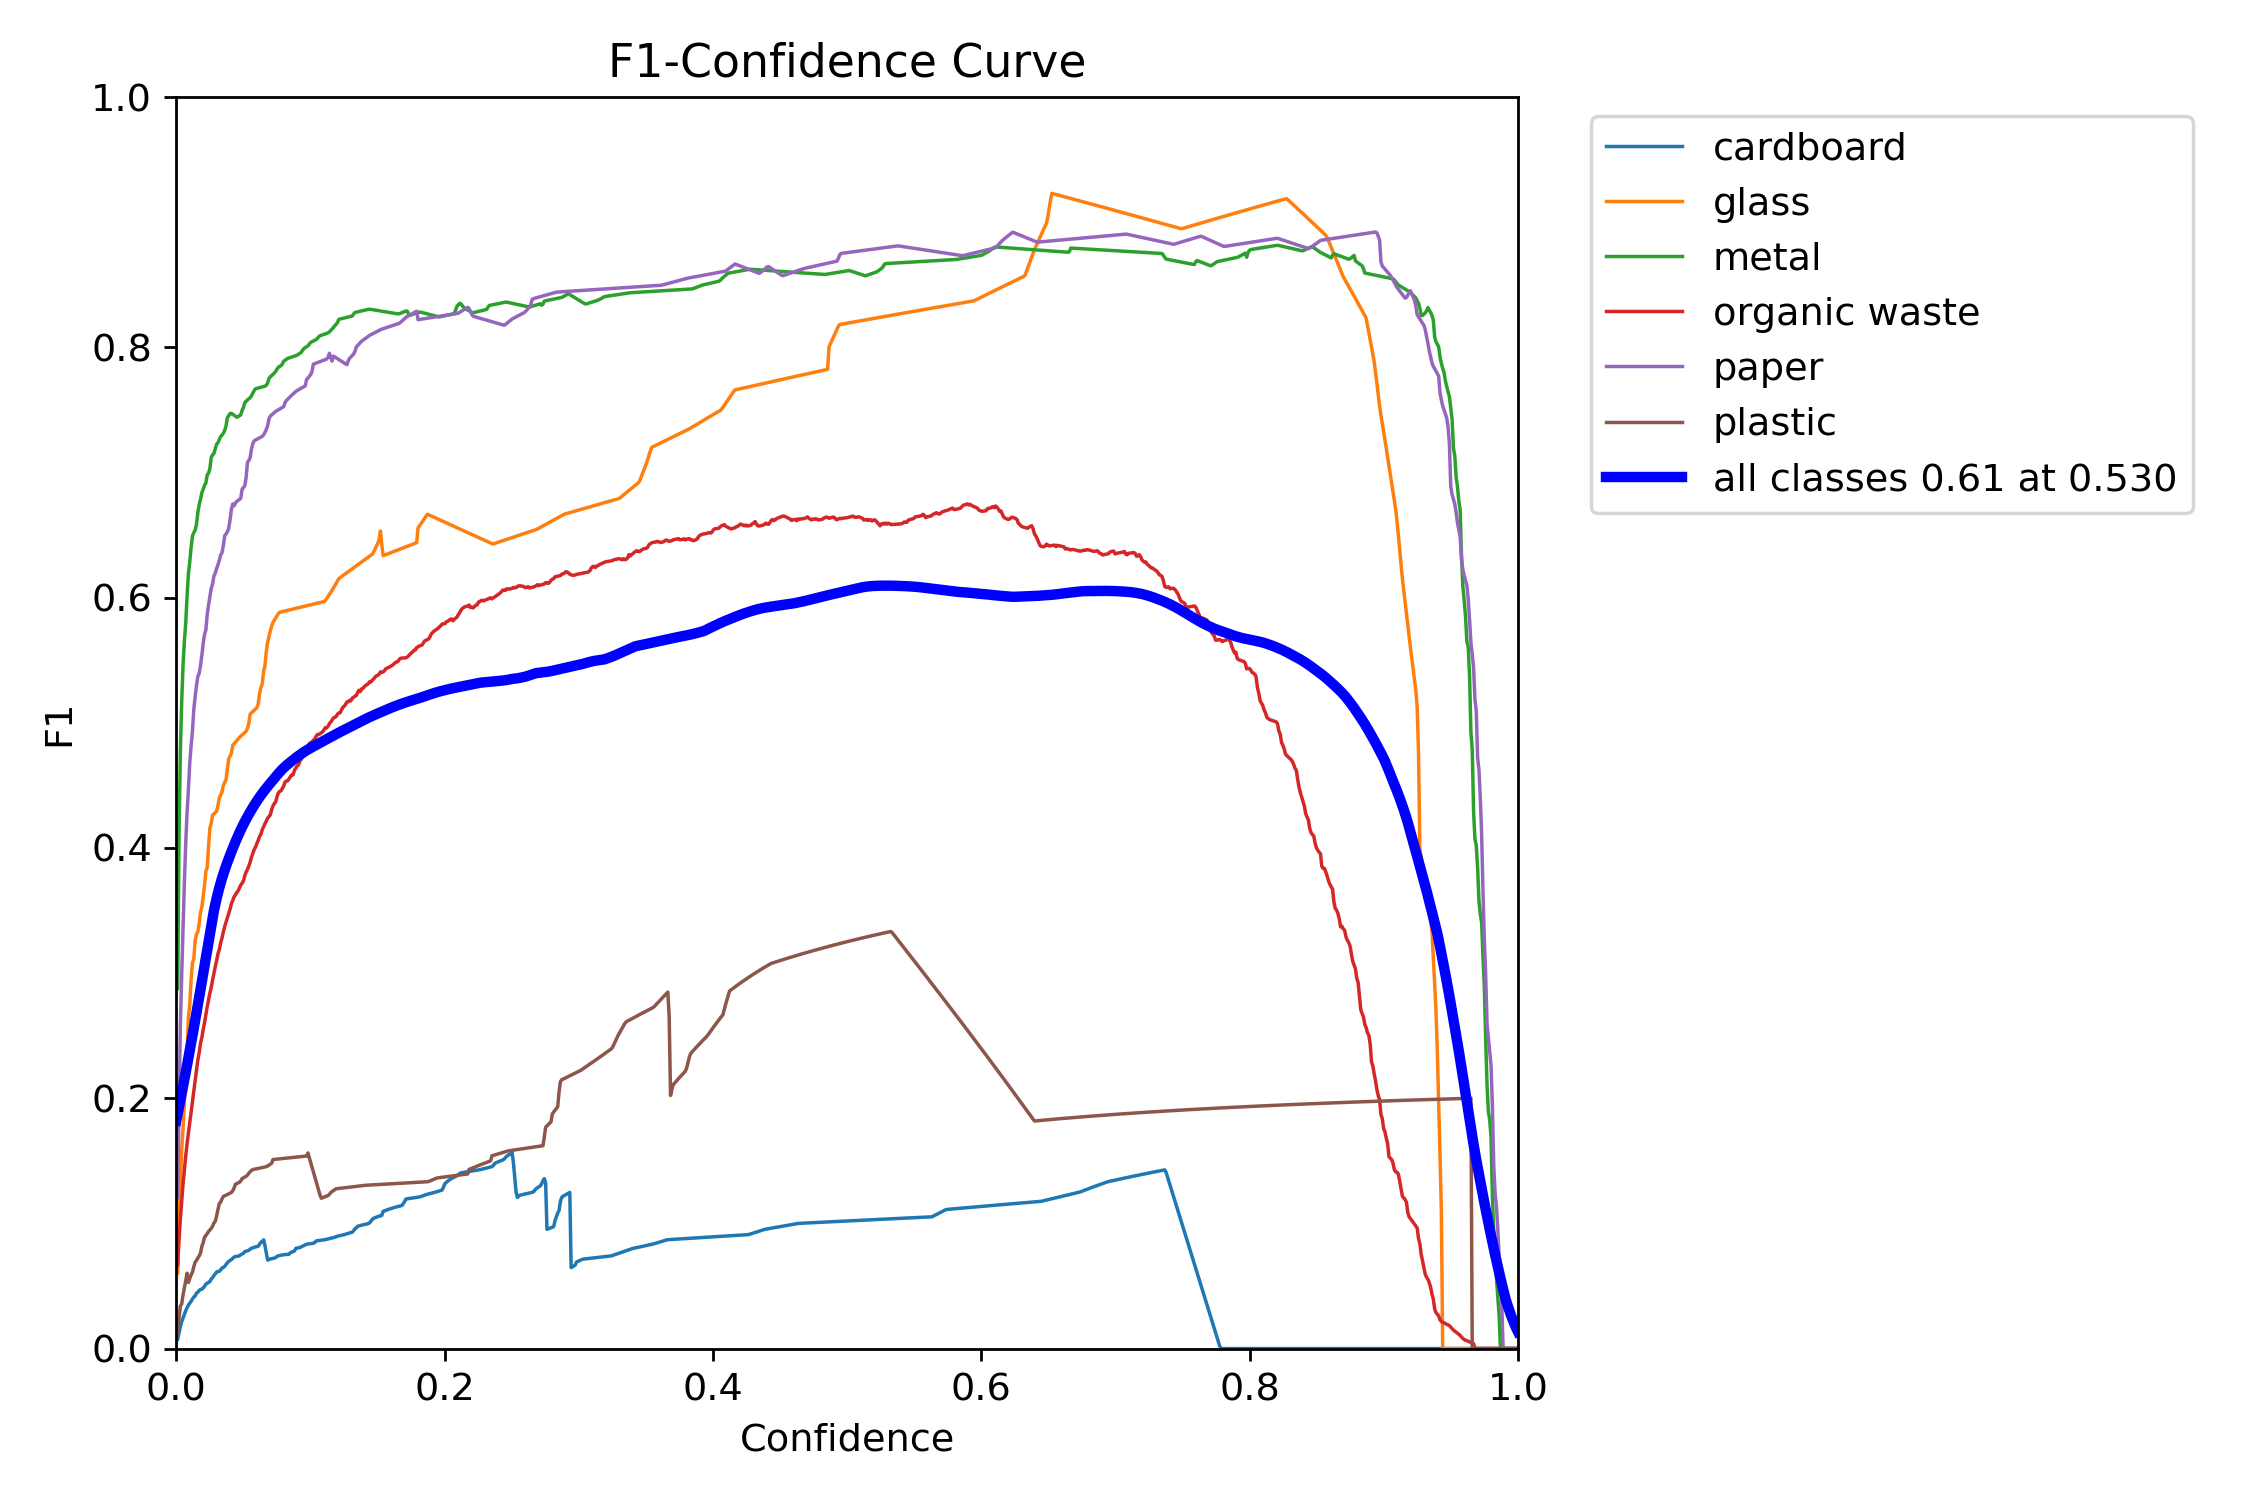 F1-Confidence Curve
1.0
0.8
0.6
0.4
0.2
0.0
F1
0.0 0.2 0.4 0.6 0.8 1.0
Confidence
cardboard
glass
metal
organic waste
paper
plastic
all classes 0.61 at 0.530